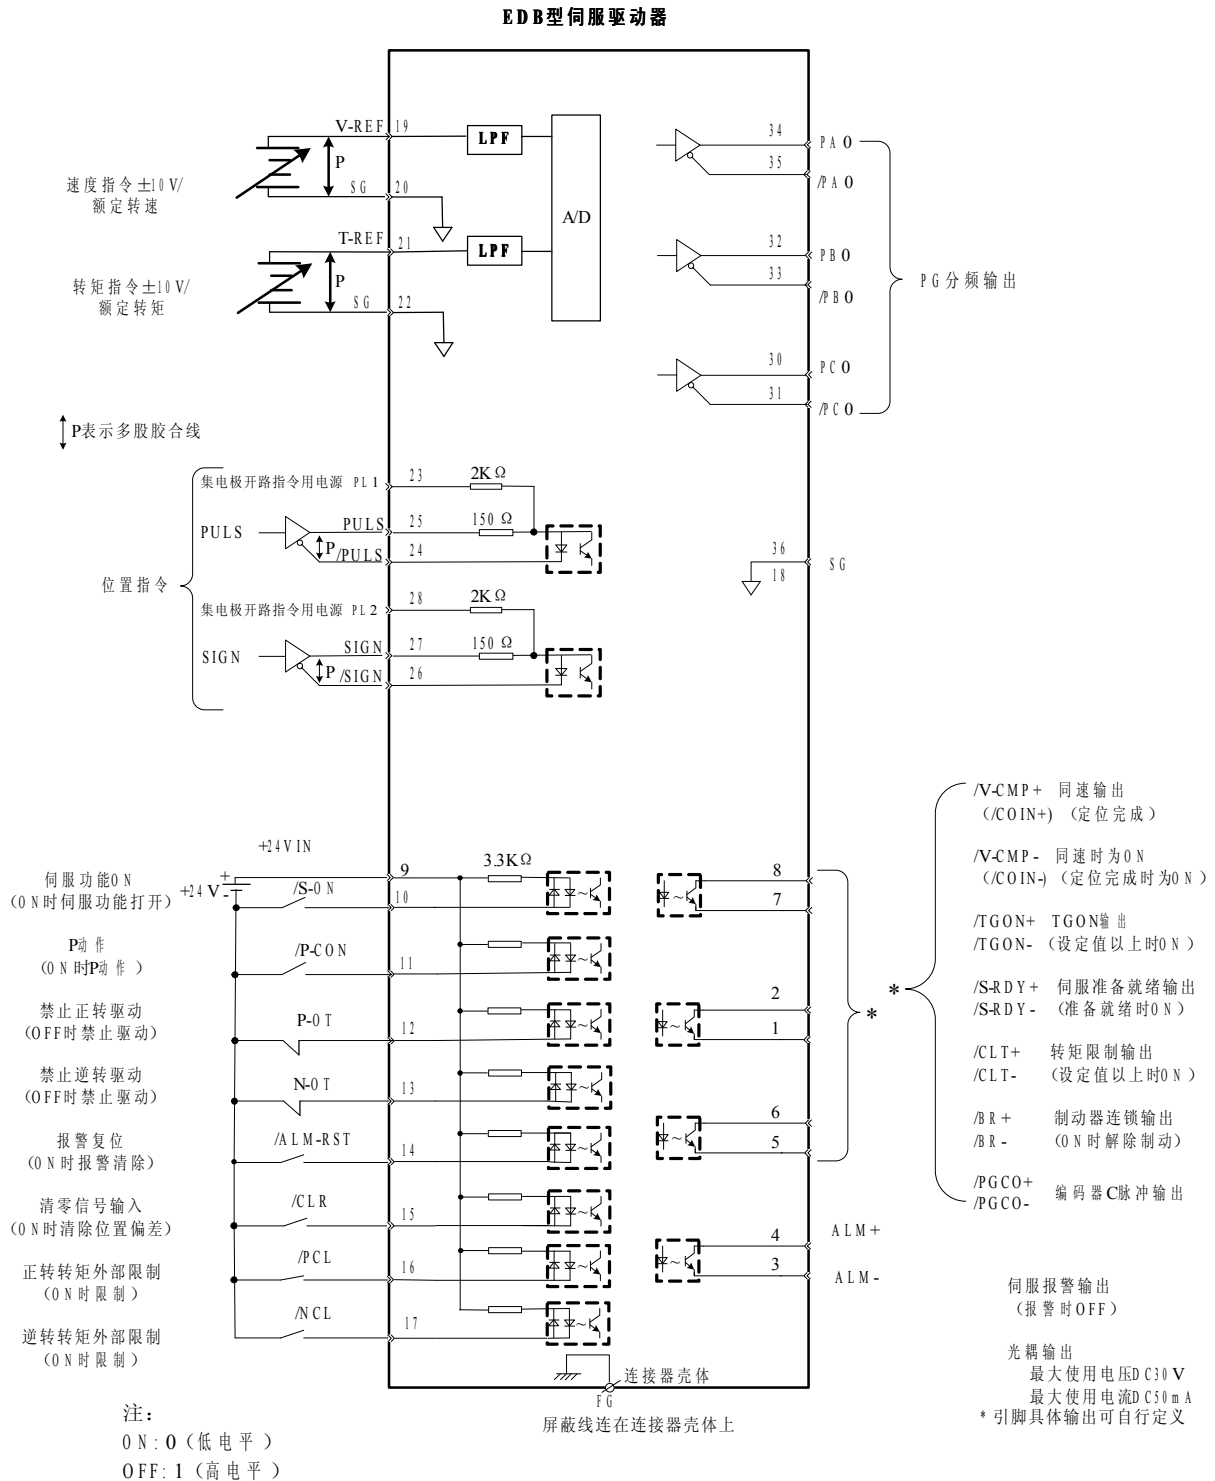 EDB型伺服驱动器
V-REF 19
LPF
P
SG 20
速度指令±10V/
额定转速
T-REF 21
LPF
A/D
P
SG 22
转矩指令±10V/
额定转矩
34 PAO
35 /PAO
32 PBO
33 /PBO
PG分频输出
30 PCO
31 /PCO
P表示多股胶合线
集电极开路指令用电源 PL1 23 2KΩ
PULS PULS 25 150Ω
P /PULS 24
位置指令
集电极开路指令用电源 PL2 28 2KΩ
SIGN SIGN 27 150Ω
P /SIGN 26
36
18
SG
+24VIN
9 3.3KΩ
+24V
+
-
伺服功能ON
(ON时伺服功能打开)
/S-ON 10
P动作
(ON时P动作)
/P-CON 11
禁止正转驱动
(OFF时禁止驱动)
P-OT 12
禁止逆转驱动
(OFF时禁止驱动)
N-OT 13
报警复位
(ON时报警清除)
/ALM-RST 14
清零信号输入
(ON时清除位置偏差)
/CLR 15
正转转矩外部限制
(ON时限制)
/PCL 16
逆转转矩外部限制
(ON时限制)
/NCL 17
8
7
2
1
6
5
*
4 ALM+
3 ALM-
*
/V-CMP+ 同速输出
(/COIN+) (定位完成)
/V-CMP- 同速时为ON
(/COIN-) (定位完成时为ON)
/TGON+ TGON输出
/TGON- (设定值以上时ON)
/S-RDY+ 伺服准备就绪输出
/S-RDY- (准备就绪时ON)
/CLT+ 转矩限制输出
/CLT- (设定值以上时ON)
/BR+ 制动器连锁输出
/BR- (ON时解除制动)
/PGCO+
/PGCO- 编码器C脉冲输出
伺服报警输出
(报警时OFF)
光耦输出
最大使用电压DC30V
最大使用电流DC50mA
*引脚具体输出可自行定义
连接器壳体
FG
屏蔽线连在连接器壳体上
注:
ON:0(低电平)
OFF:1(高电平)